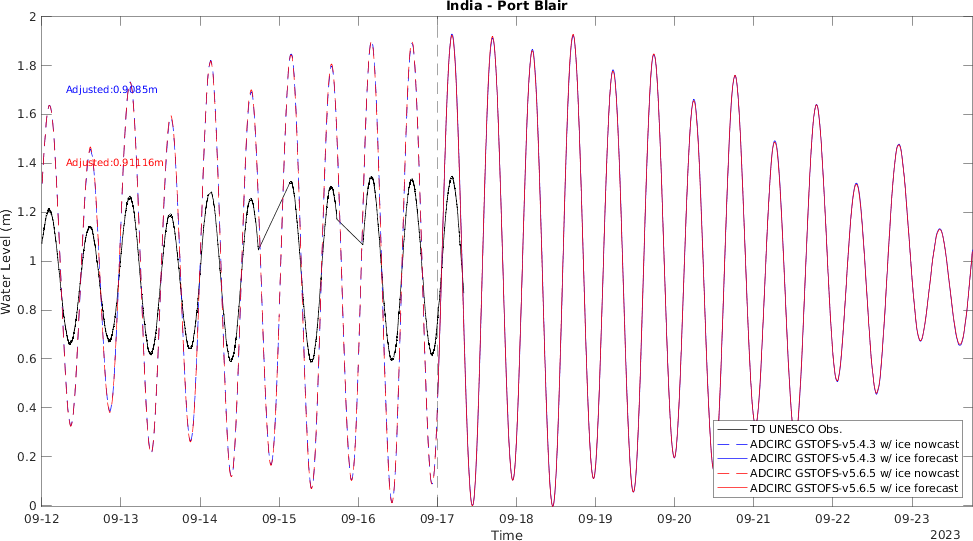 India - Port Blair
2
1.8
1.6
1.4
1.2
1
0.8
0.6
0.4
0.2
0
Water Level (m)
Adjusted:0.9085m
Adjusted:0.91116m
TD UNESCO Obs.
ADCIRC GSTOFS-v5.4.3 w/ ice nowcast
ADCIRC GSTOFS-v5.4.3 w/ ice forecast
ADCIRC GSTOFS-v5.6.5 w/ ice nowcast
ADCIRC GSTOFS-v5.6.5 w/ ice forecast
09-12 09-13 09-14 09-15 09-16 09-17 09-18 09-19 09-20 09-21 09-22 09-23
Time
2023